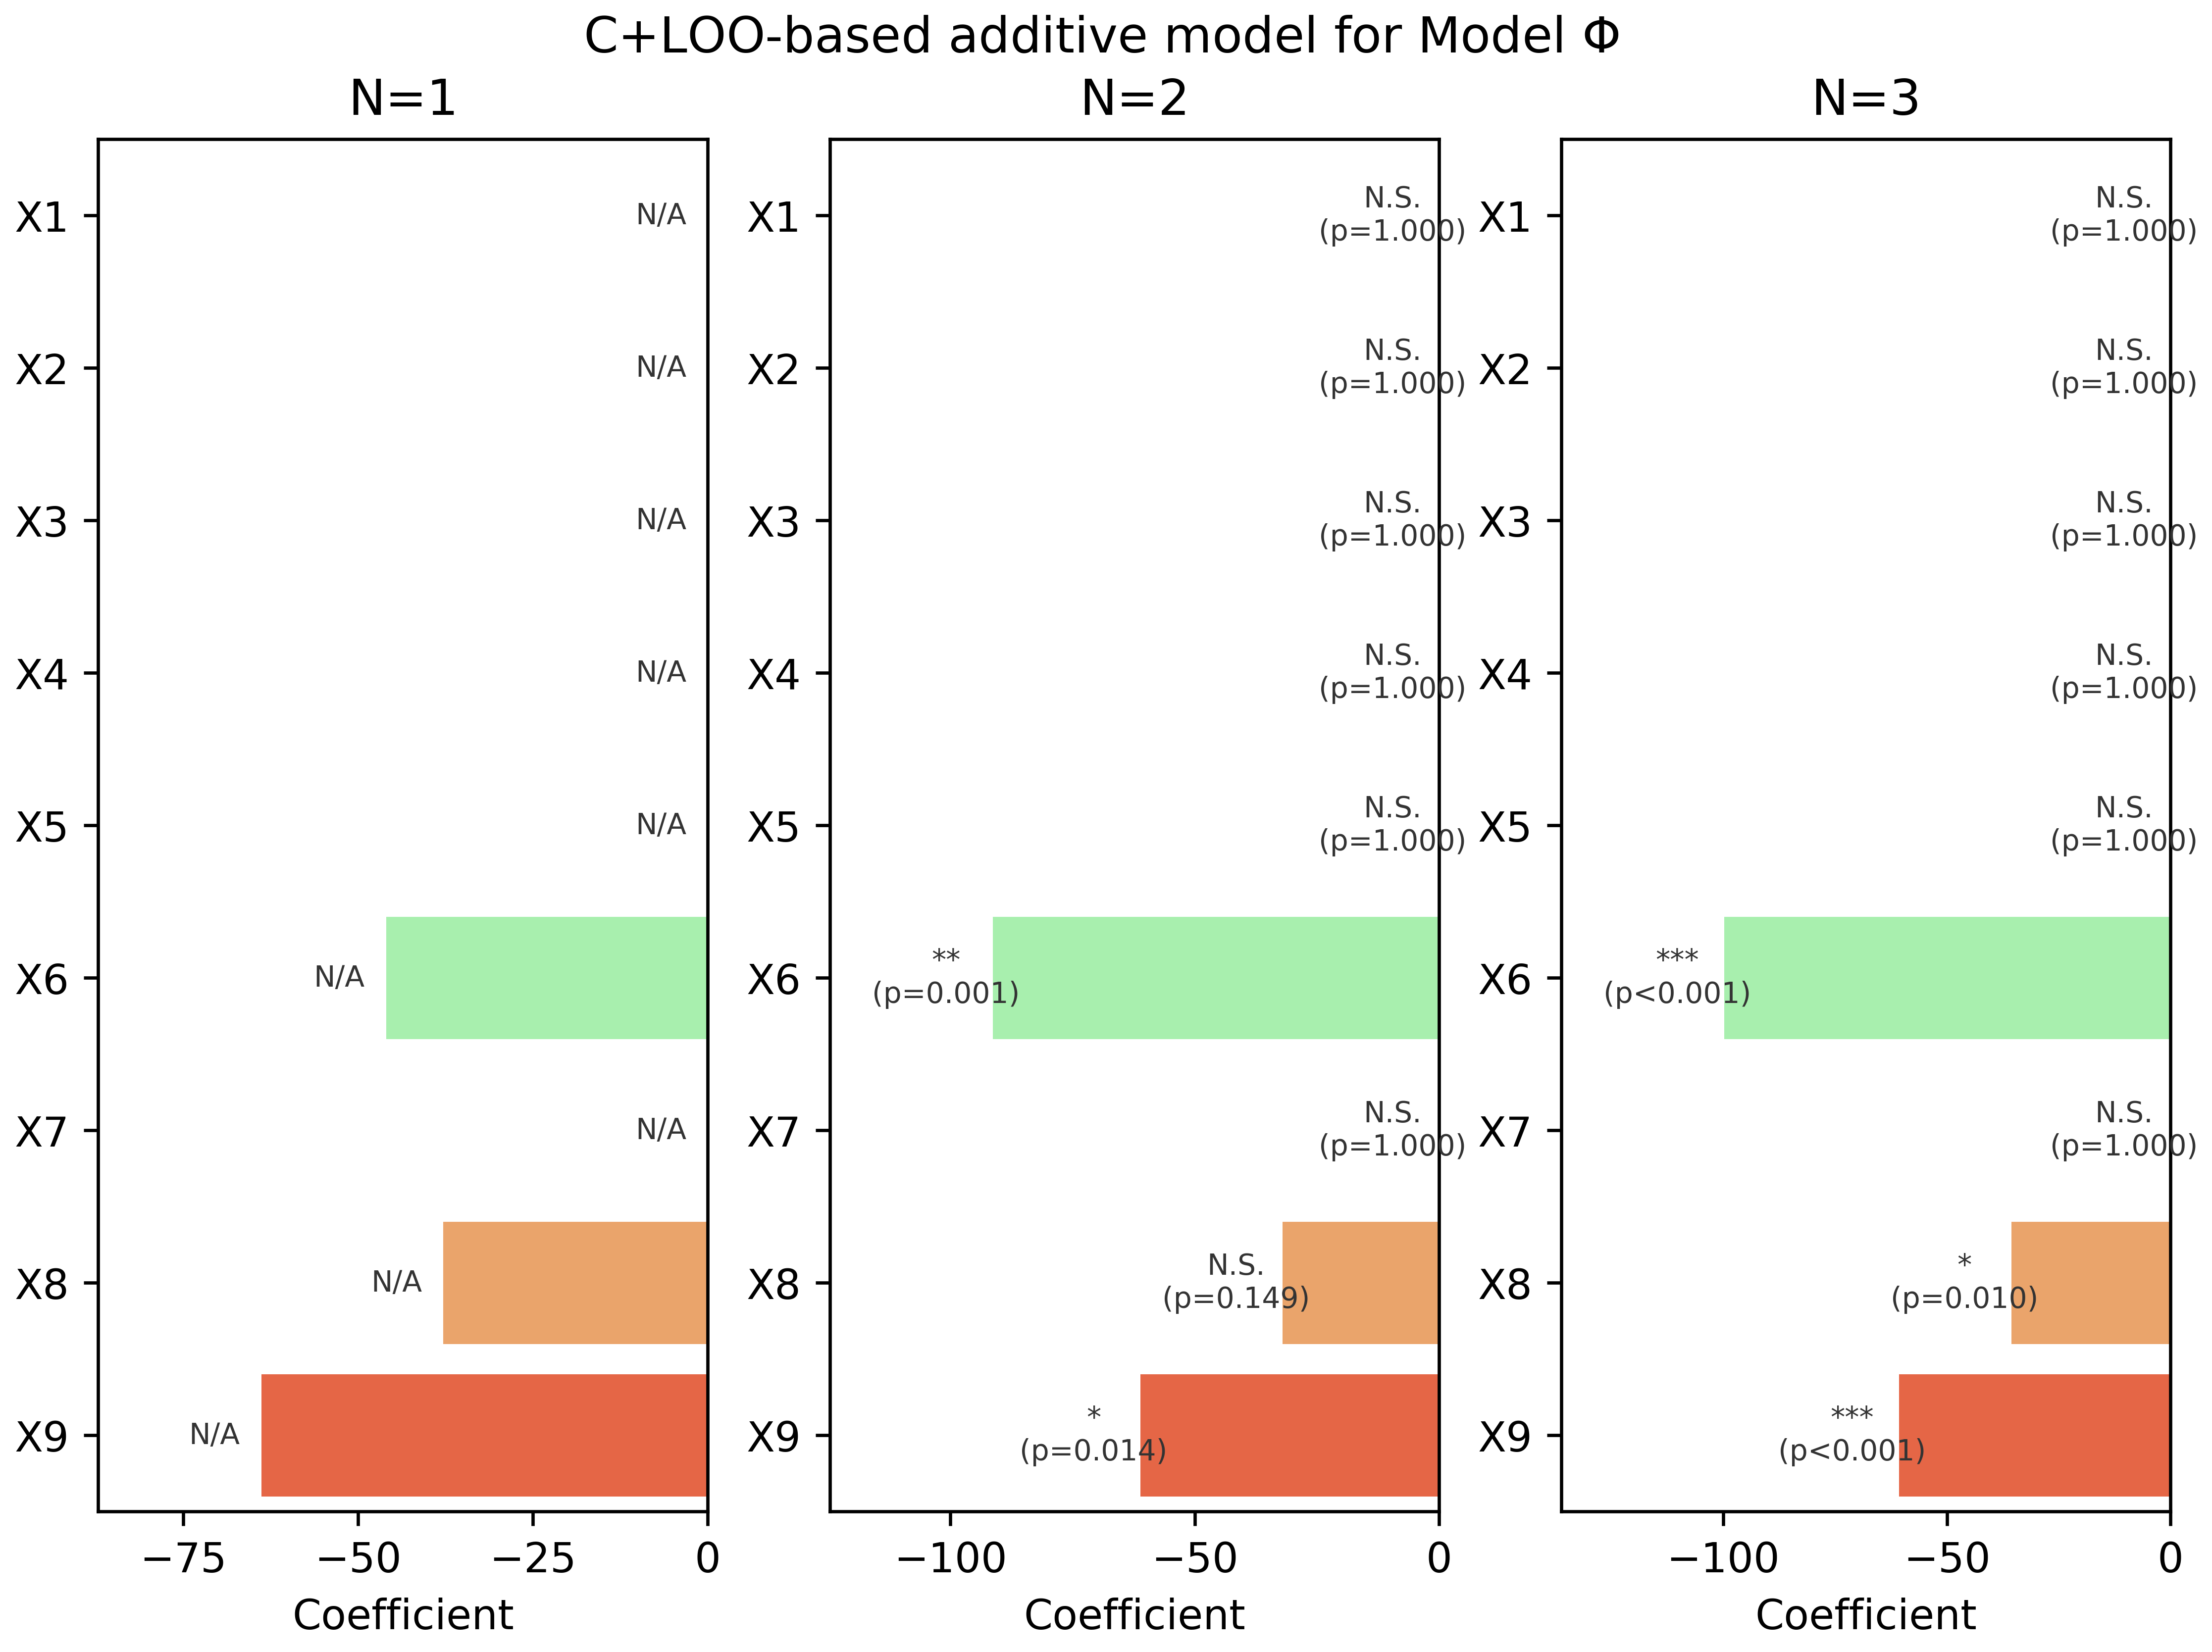 C+LOO-based additive model for Model Φ
N=1
X1
N/A
X2
N/A
X3
N/A
X4
N/A
X5
N/A
X6
N/A
X7
N/A
X8
N/A
X9
N/A
−75
−50
−25
0
Coefficient
N=2
X1
N.S.
(p=1.000)
X2
N.S.
(p=1.000)
X3
N.S.
(p=1.000)
X4
N.S.
(p=1.000)
X5
N.S.
(p=1.000)
X6
**
(p=0.001)
X7
N.S.
(p=1.000)
X8
N.S.
(p=0.149)
X9
*
(p=0.014)
−100
−50
0
Coefficient
N=3
X1
N.S.
(p=1.000)
X2
N.S.
(p=1.000)
X3
N.S.
(p=1.000)
X4
N.S.
(p=1.000)
X5
N.S.
(p=1.000)
X6
***
(p<0.001)
X7
N.S.
(p=1.000)
X8
*
(p=0.010)
X9
***
(p<0.001)
−100
−50
0
Coefficient